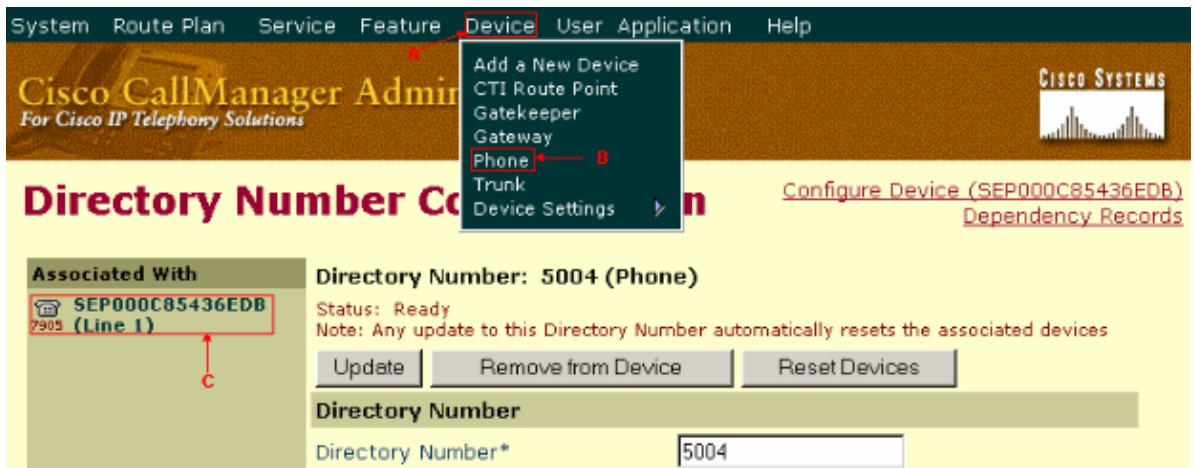 System Route Plan Service Feature Device User Application Help
A
Add a New Device
CTI Route Point
Gatekeeper
Gateway
Phone
B
Trunk
Device Settings
Cisco CallManager Admin
For Cisco IP Telephony Solutions
CISCO SYSTEMS
Directory Number Co n
Configure Device (SEP000C85436EDB)
Dependency Records
Associated With
SEP000C85436EDB
7905 (Line 1)
C
Directory Number: 5004 (Phone)
Status: Ready
Note: Any update to this Directory Number automatically resets the associated devices
Update Remove from Device Reset Devices
Directory Number
Directory Number* 5004